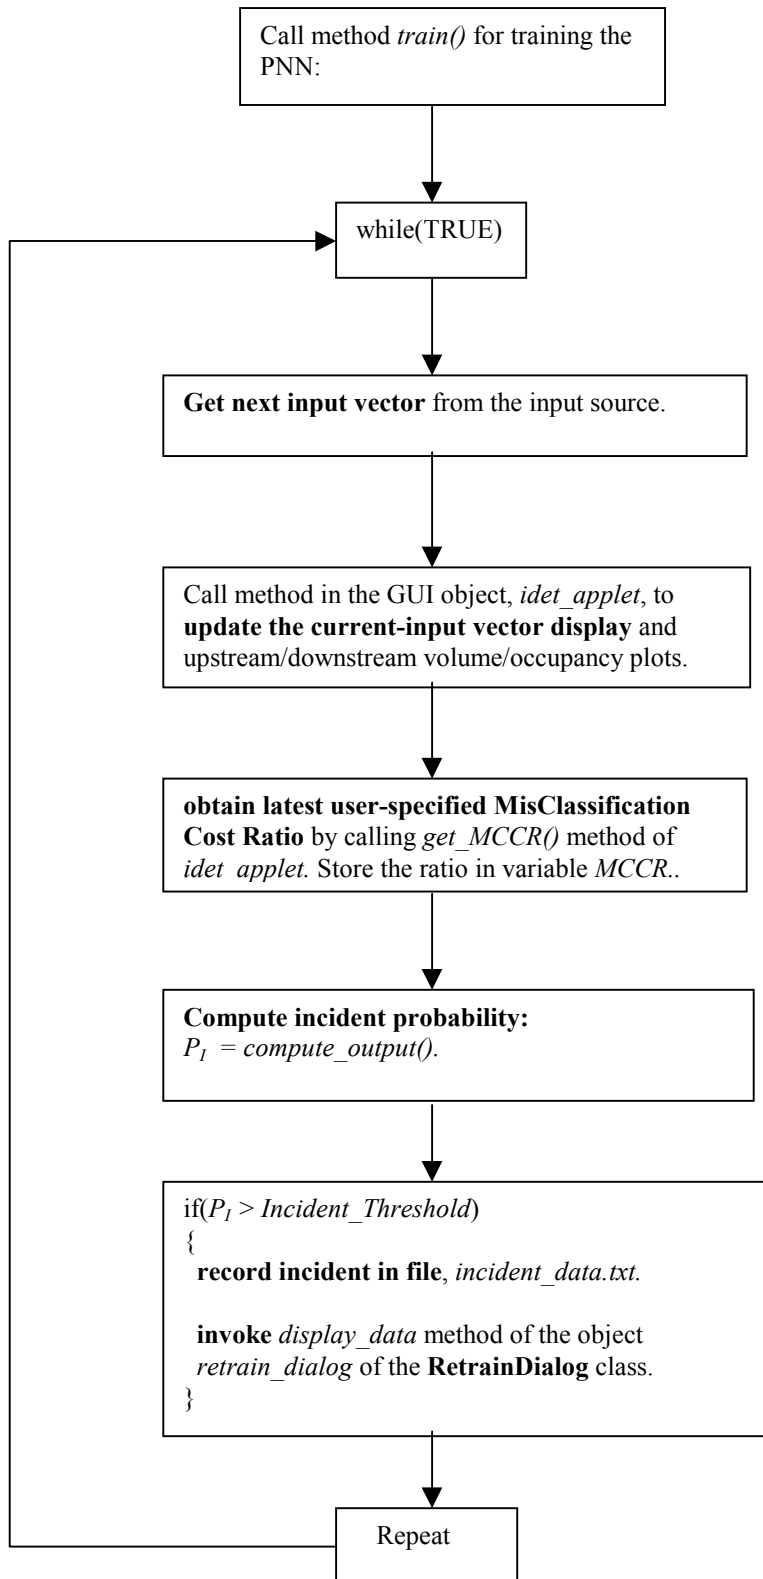 Call method train() for training the
PNN:
while(TRUE)
Get next input vector from the input source.
Call method in the GUI object, idet_applet, to
update the current-input vector display and
upstream/downstream volume/occupancy plots.
obtain latest user-specified MisClassification
Cost Ratio by calling get_MCCR() method of
idet_applet. Store the ratio in variable MCCR..
Compute incident probability:
P_I = compute_output().
if(P_I > Incident_Threshold)
{
record incident in file, incident_data.txt.
invoke display_data method of the object
retrain_dialog of the RetrainDialog class.
}
Repeat